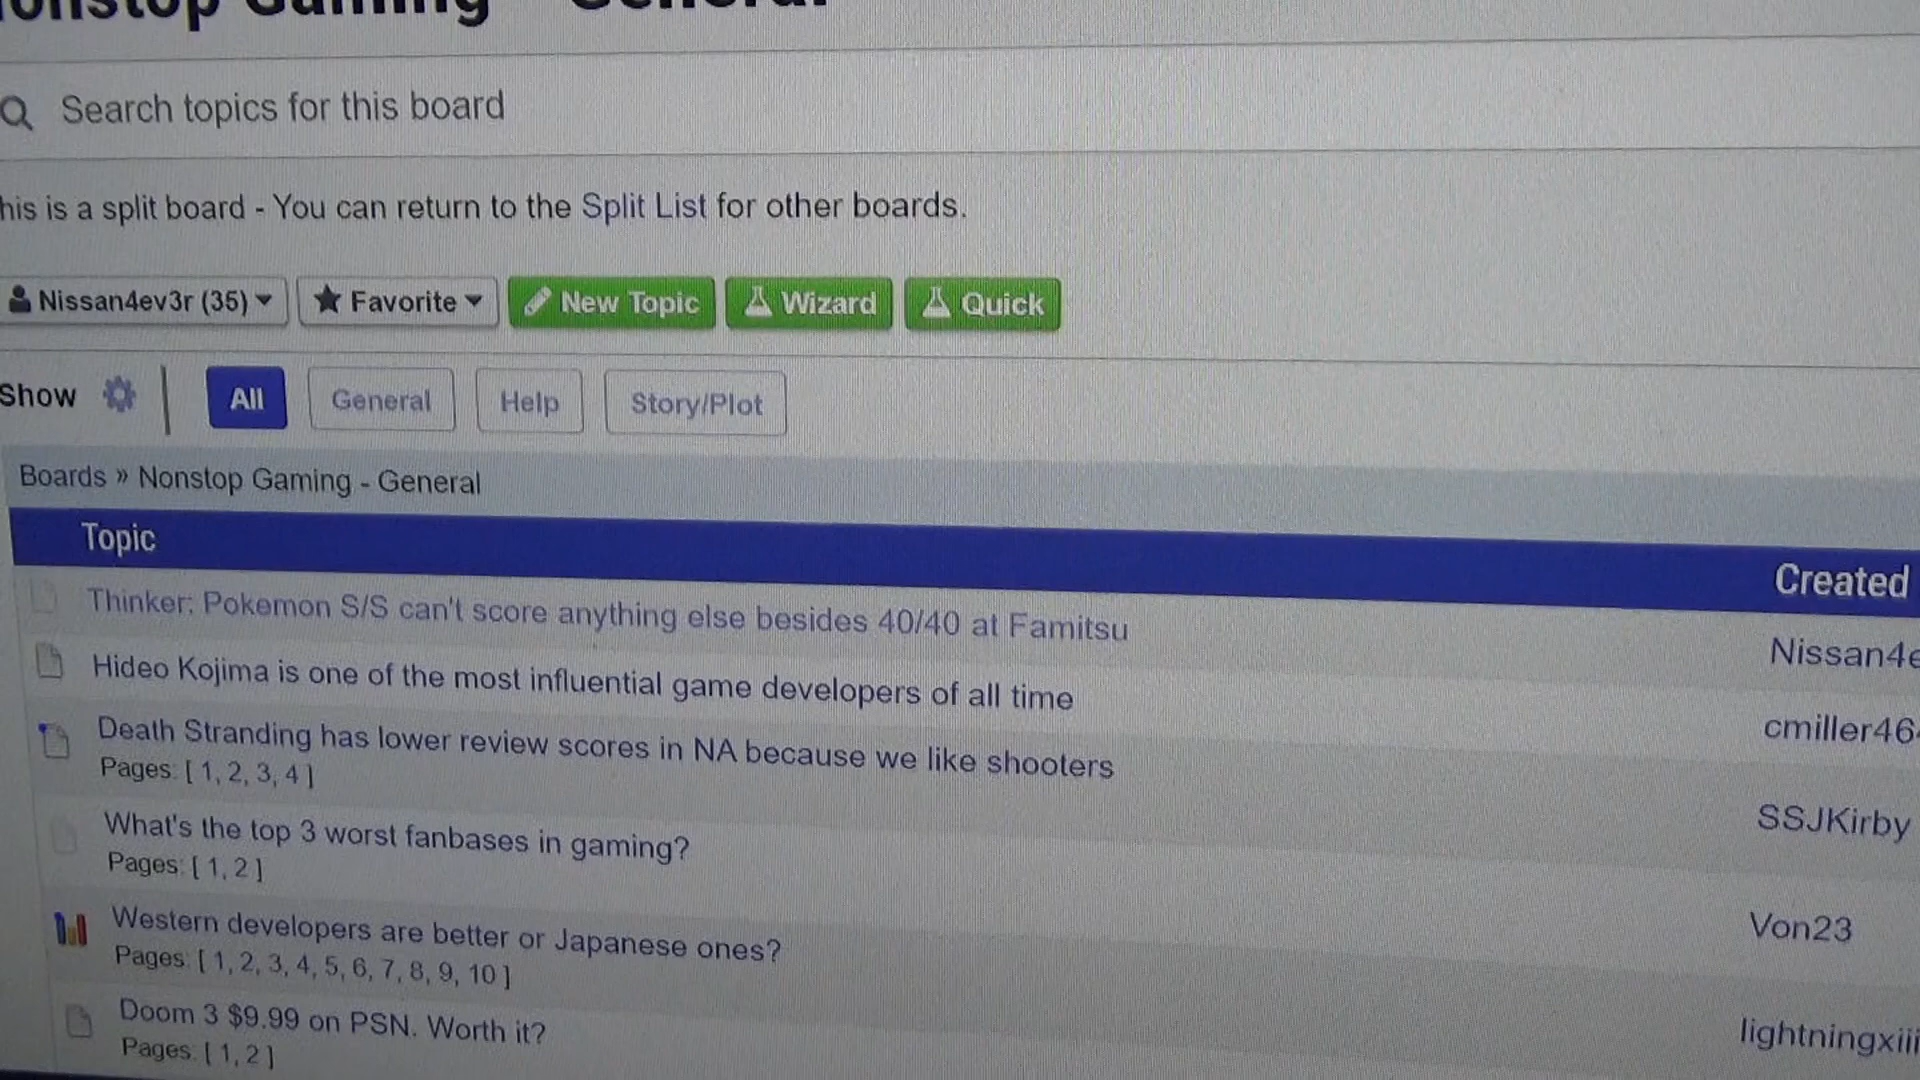 onstop Gaming - General
Search topics for this board
his is a split board - You can return to the Split List for other boards.
Nissan4ev3r (35) Favorite New Topic Wizard Quick
Show All General Help Story/Plot
Boards » Nonstop Gaming - General
Topic Created
Thinker: Pokemon S/S can't score anything else besides 40/40 at Famitsu Nissan4e
Hideo Kojima is one of the most influential game developers of all time cmiller46
Death Stranding has lower review scores in NA because we like shooters SSJKirby
Pages: [ 1, 2, 3, 4 ]
What's the top 3 worst fanbases in gaming? Von23
Pages: [ 1, 2 ]
Western developers are better or Japanese ones? lightningxiii
Pages: [ 1, 2, 3, 4, 5, 6, 7, 8, 9, 10 ]
Doom 3 $9.99 on PSN. Worth it?
Pages: [ 1, 2 ]